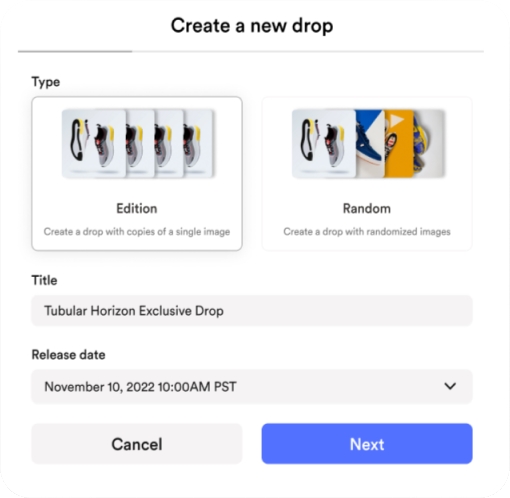 Create a new drop
Type
Edition
Create a drop with copies of a single image
Random
Create a drop with randomized images
Title
Tubular Horizon Exclusive Drop
Release date
November 10, 2022 10:00AM PST
Cancel
Next